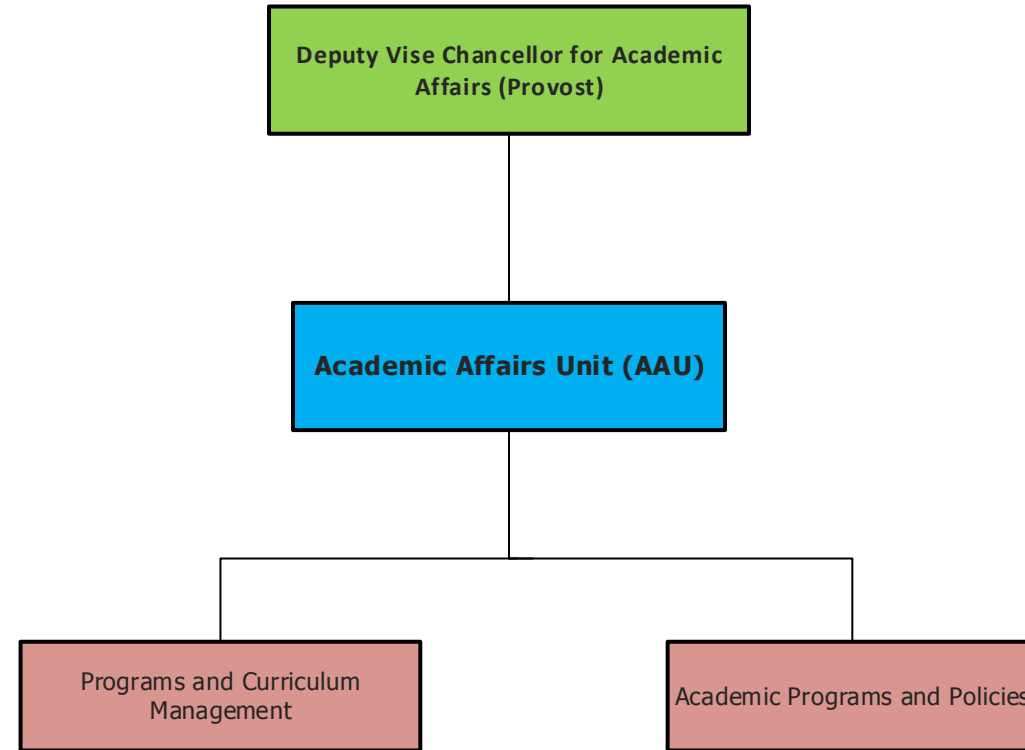 Deputy Vise Chancellor for Academic
Affairs (Provost)
Academic Affairs Unit (AAU)
Programs and Curriculum
Management
Academic Programs and Policies